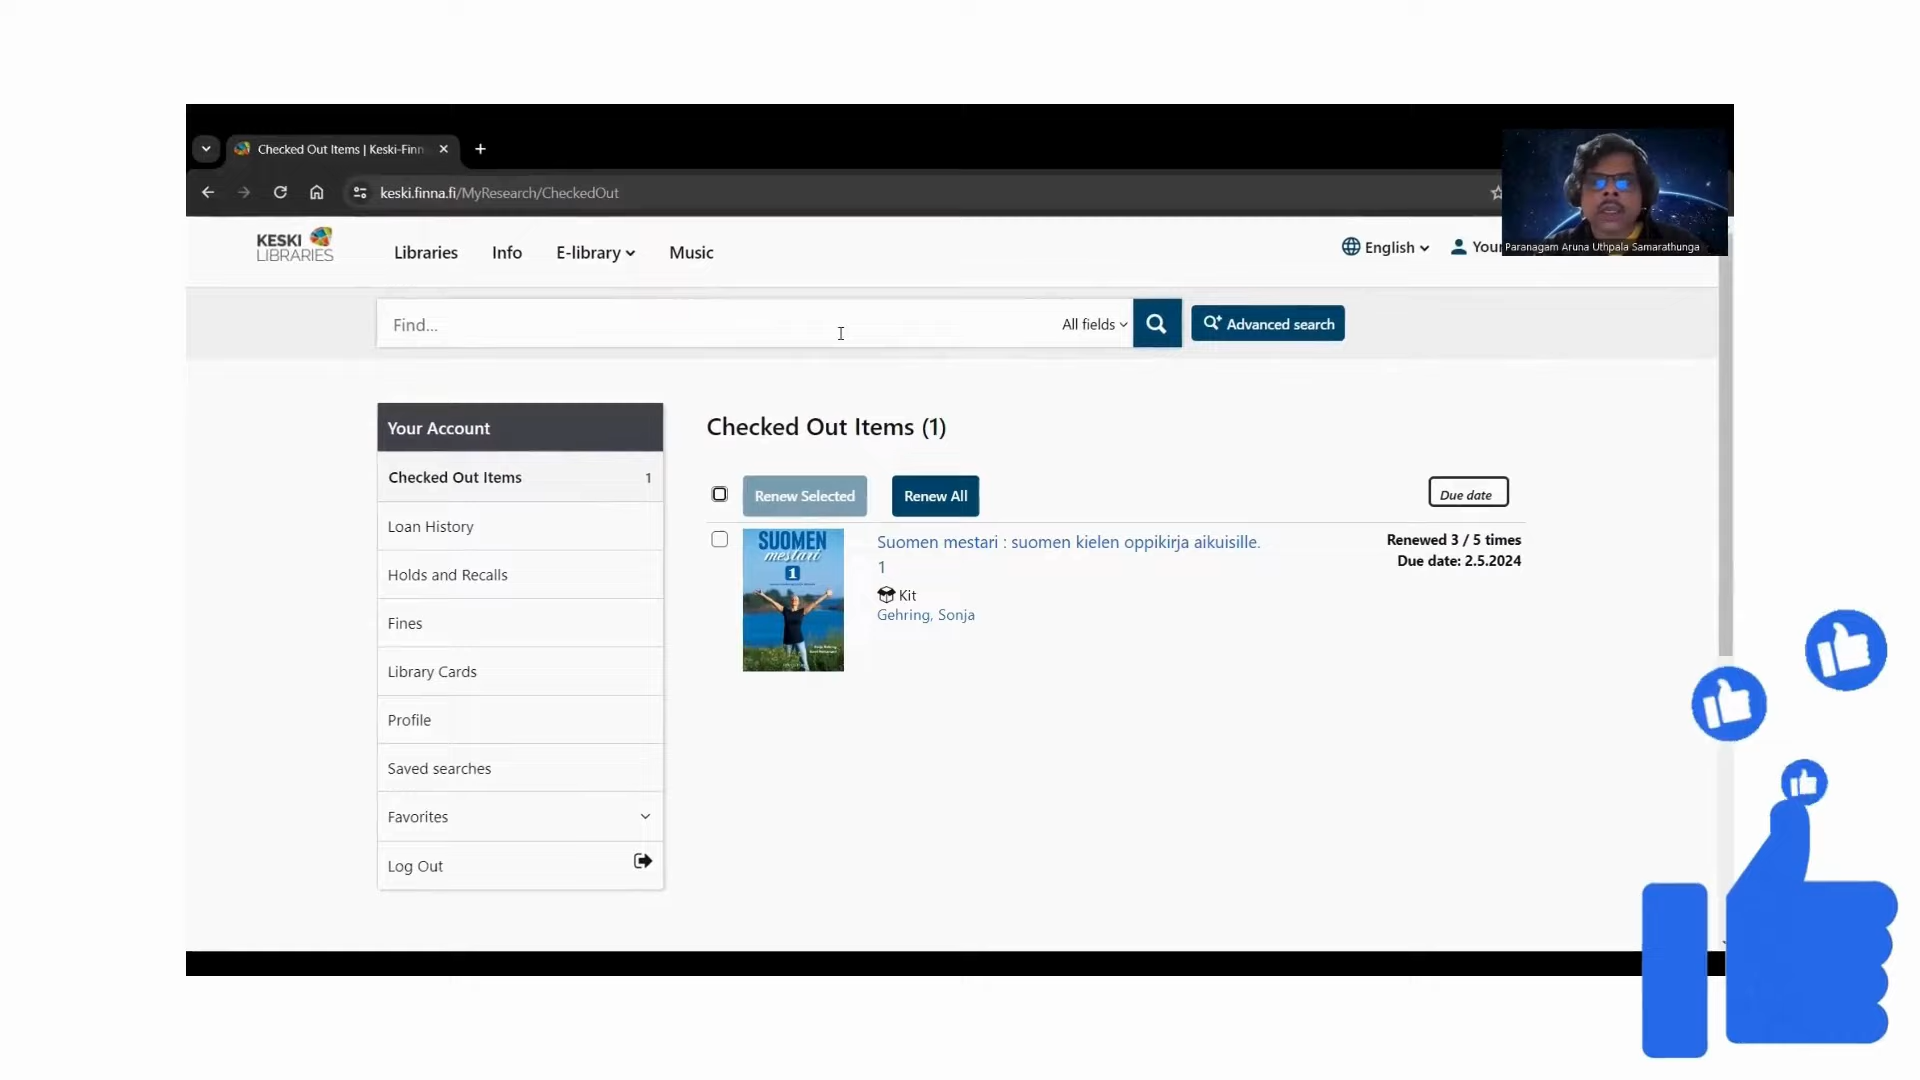 Checked Out Items | Keski-Finn
keski.finna.fi/MyResearch/CheckedOut
Paranagam Aruna Uthpala Samarathunga
KESKI
LIBRARIES
Libraries
Info
E-library
Music
English
Your
Find...
All fields
Advanced search
Your Account
Checked Out Items 1
Loan History
Holds and Recalls
Fines
Library Cards
Profile
Saved searches
Favorites
Log Out
Checked Out Items (1)
Renew Selected
Renew All
Due date
SUOMEN
mestari
1
Suomen mestari : suomen kielen oppikirja aikuisille.
1
Kit
Gehring, Sonja
Renewed 3 / 5 times
Due date: 2.5.2024